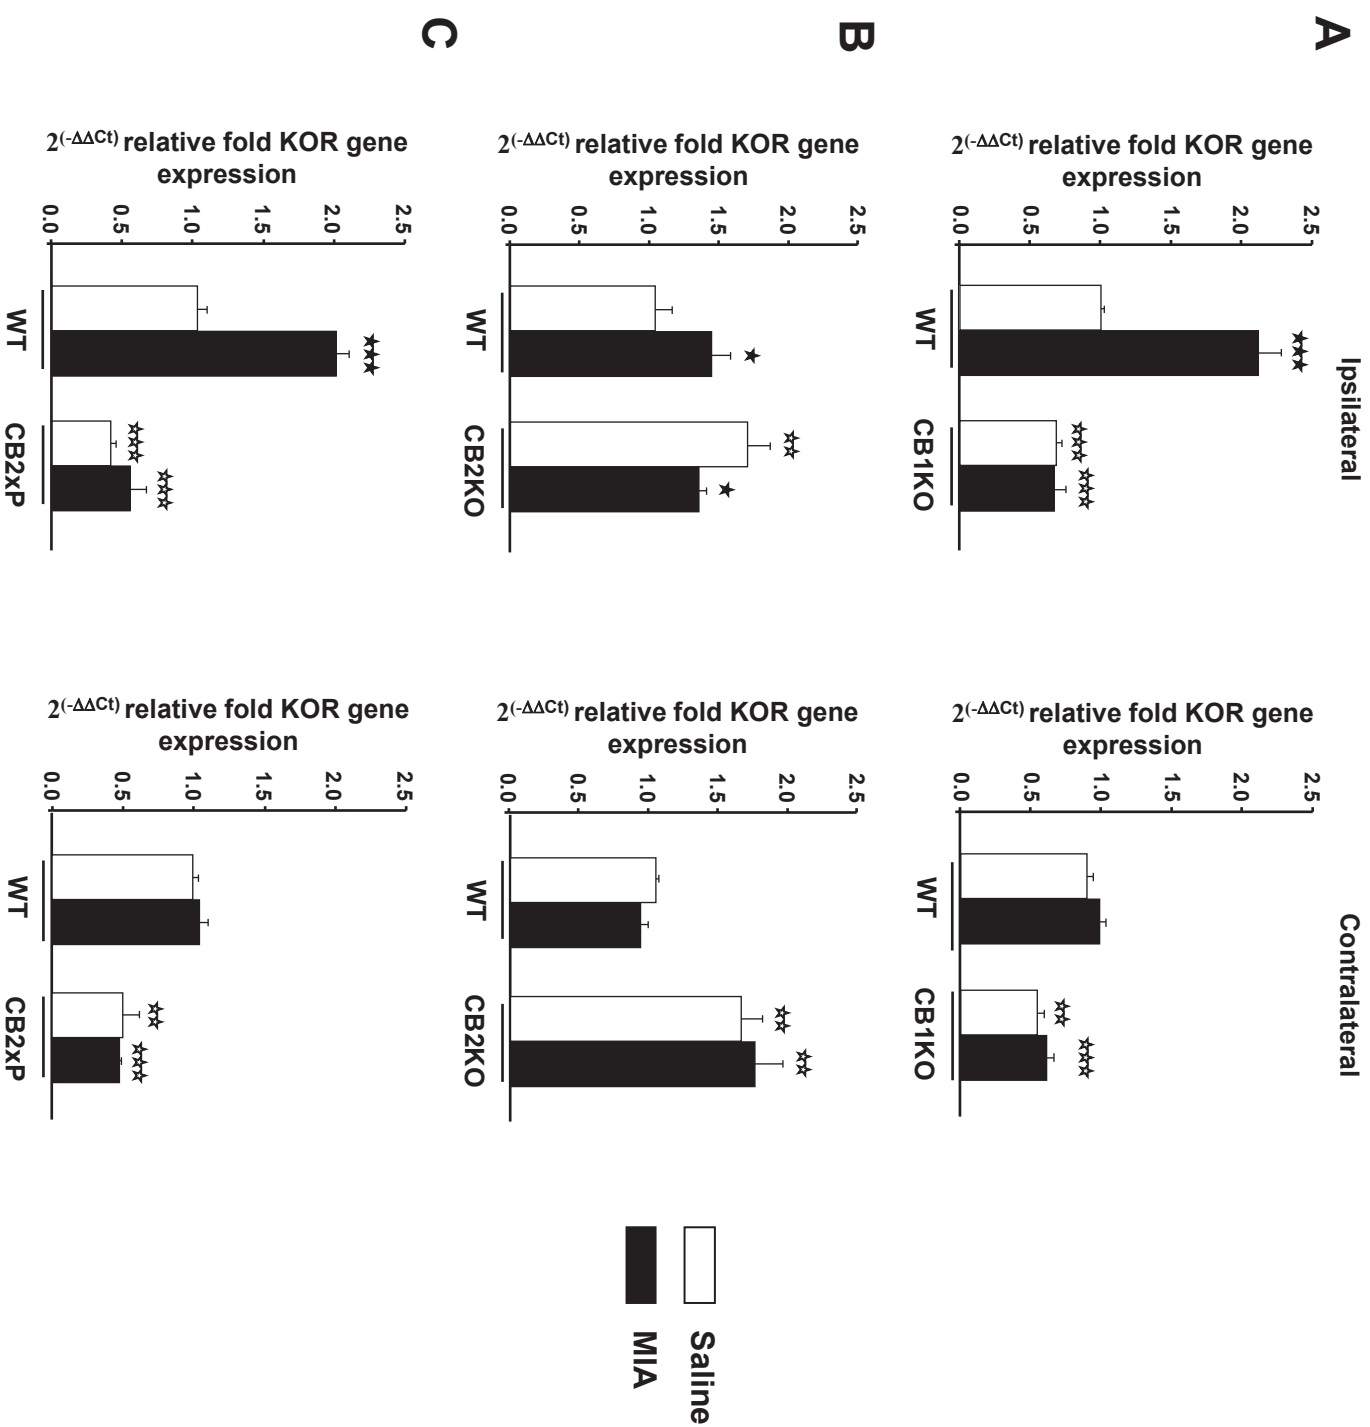 Ipsilateral
Contralateral
A
2(-ΔΔCt) relative fold KOR gene
expression
2.5
2.0
1.5
1.0
0.5
0.0
WT
CB1KO
2(-ΔΔCt) relative fold KOR gene
expression
2.5
2.0
1.5
1.0
0.5
0.0
WT
CB1KO
B
2(-ΔΔCt) relative fold KOR gene
expression
2.5
2.0
1.5
1.0
0.5
0.0
WT
CB2KO
2(-ΔΔCt) relative fold KOR gene
expression
2.5
2.0
1.5
1.0
0.5
0.0
WT
CB2KO
Saline
MIA
C
2(-ΔΔCt) relative fold KOR gene
expression
2.5
2.0
1.5
1.0
0.5
0.0
WT
CB2xP
2(-ΔΔCt) relative fold KOR gene
expression
2.5
2.0
1.5
1.0
0.5
0.0
WT
CB2xP